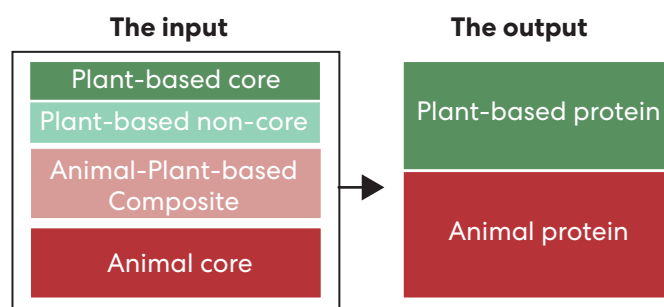 The input
Plant-based core
Plant-based non-core
Animal-Plant-based
Composite
Animal core
The output
Plant-based protein
Animal protein